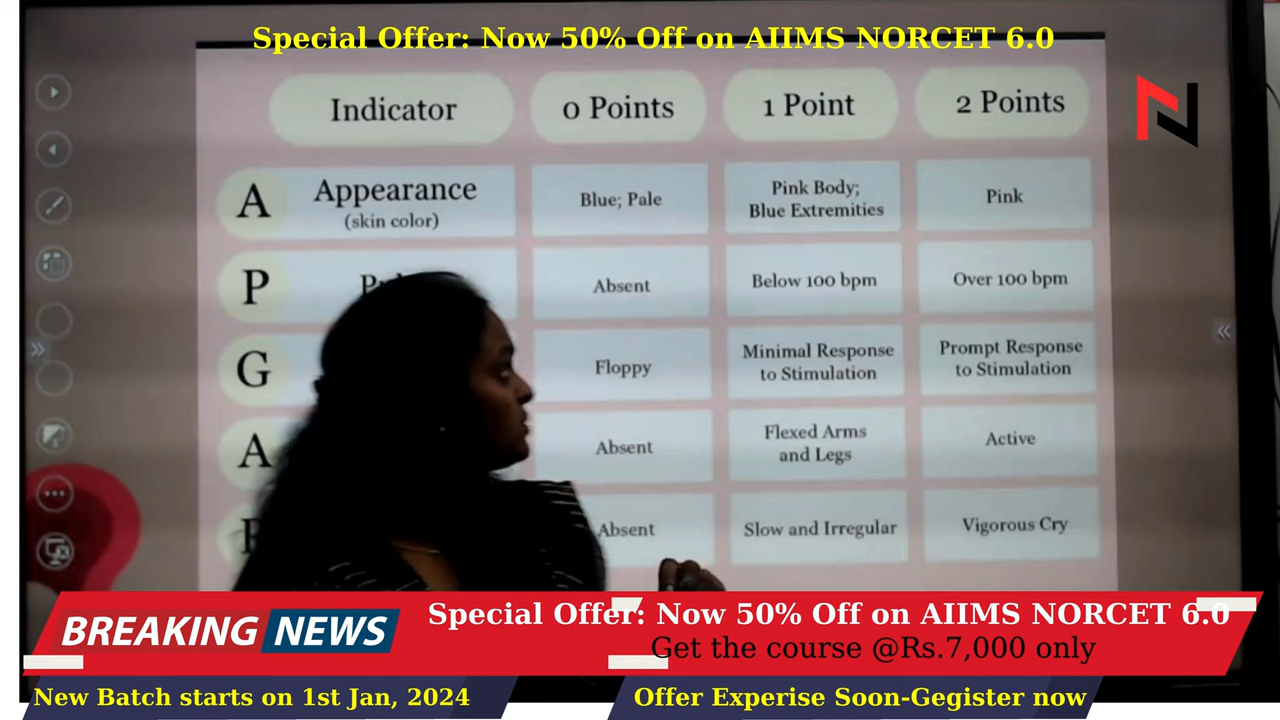 Special Offer: Now 50% Off on AIIMS NORCET 6.0
Indicator
0 Points
1 Point
2 Points
A
Appearance
(skin color)
Blue; Pale
Pink Body;
Blue Extremities
Pink
P
Absent
Below 100 bpm
Over 100 bpm
G
Floppy
Minimal Response
to Stimulation
Prompt Response
to Stimulation
A
Absent
Flexed Arms
and Legs
Active
Absent
Slow and Irregular
Vigorous Cry
BREAKING NEWS
Special Offer: Now 50% Off on AIIMS NORCET 6.0
Get the course @Rs.7,000 only
New Batch starts on 1st Jan, 2024
Offer Experise Soon-Gegister now